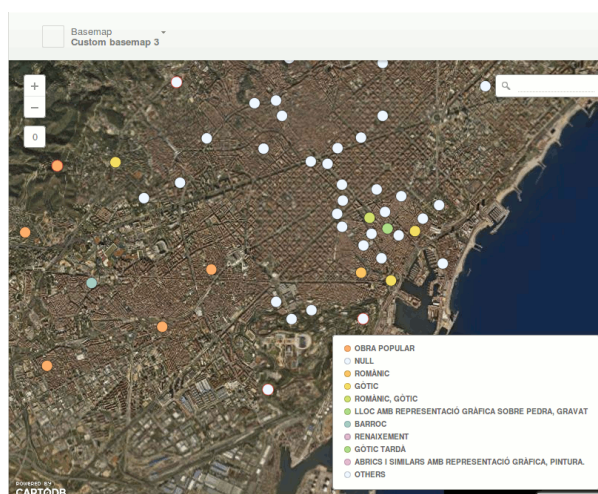 Basemap
Custom basemap 3
+
−
0
OBRA POPULAR
NULL
ROMÀNIC
GÒTIC
ROMÀNIC, GÒTIC
LLOC AMB REPRESENTACIÓ GRÀFICA SOBRE PEDRA, GRAVAT
BARROC
RENAIXEMENT
GÒTIC TARDÀ
ABRICS I SIMILARS AMB REPRESENTACIÓ GRÀFICA, PINTURA.
OTHERS
POWERED BY
CARTODB